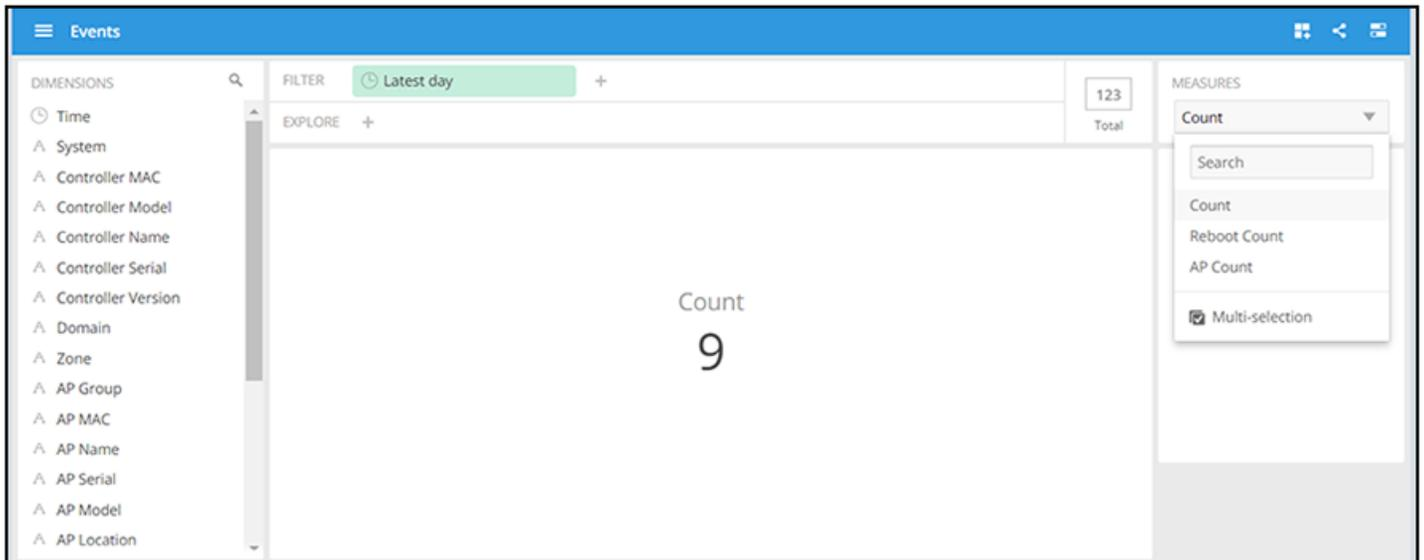 Events
DIMENSIONS
Time
System
Controller MAC
Controller Model
Controller Name
Controller Serial
Controller Version
Domain
Zone
AP Group
AP MAC
AP Name
AP Serial
AP Model
AP Location
FILTER Latest day +
EXPLORE +
123
Total
Count
9
MEASURES
Count
Search
Count
Reboot Count
AP Count
Multi-selection